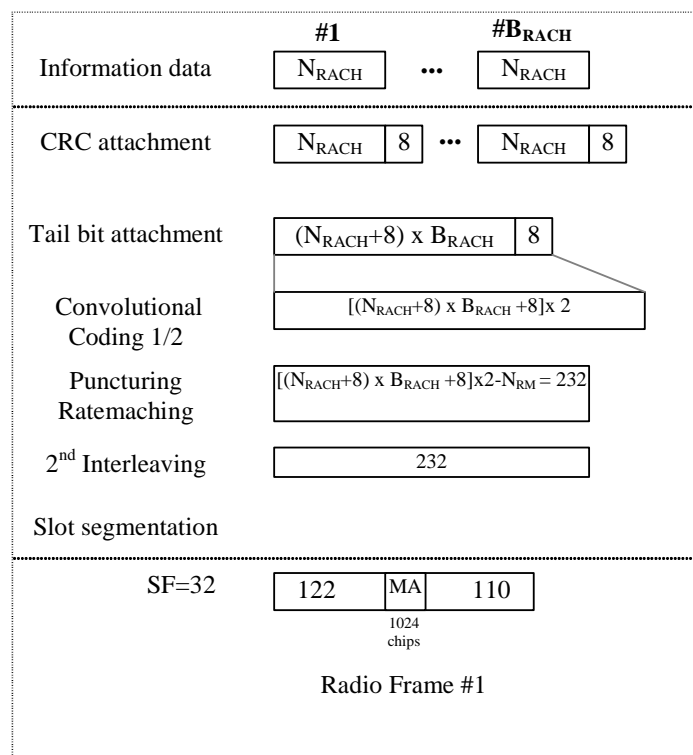 #1 #B_RACH
Information data N_RACH ... N_RACH
CRC attachment N_RACH 8 ... N_RACH 8
Tail bit attachment (N_RACH+8) x B_RACH 8
Convolutional
Coding 1/2
[(N_RACH+8) x B_RACH +8]x 2
Puncturing
Ratemaching
[(N_RACH+8) x B_RACH +8]x2-N_RM = 232
2nd Interleaving 232
Slot segmentation
SF=32 122 MA 110
1024
chips
Radio Frame #1